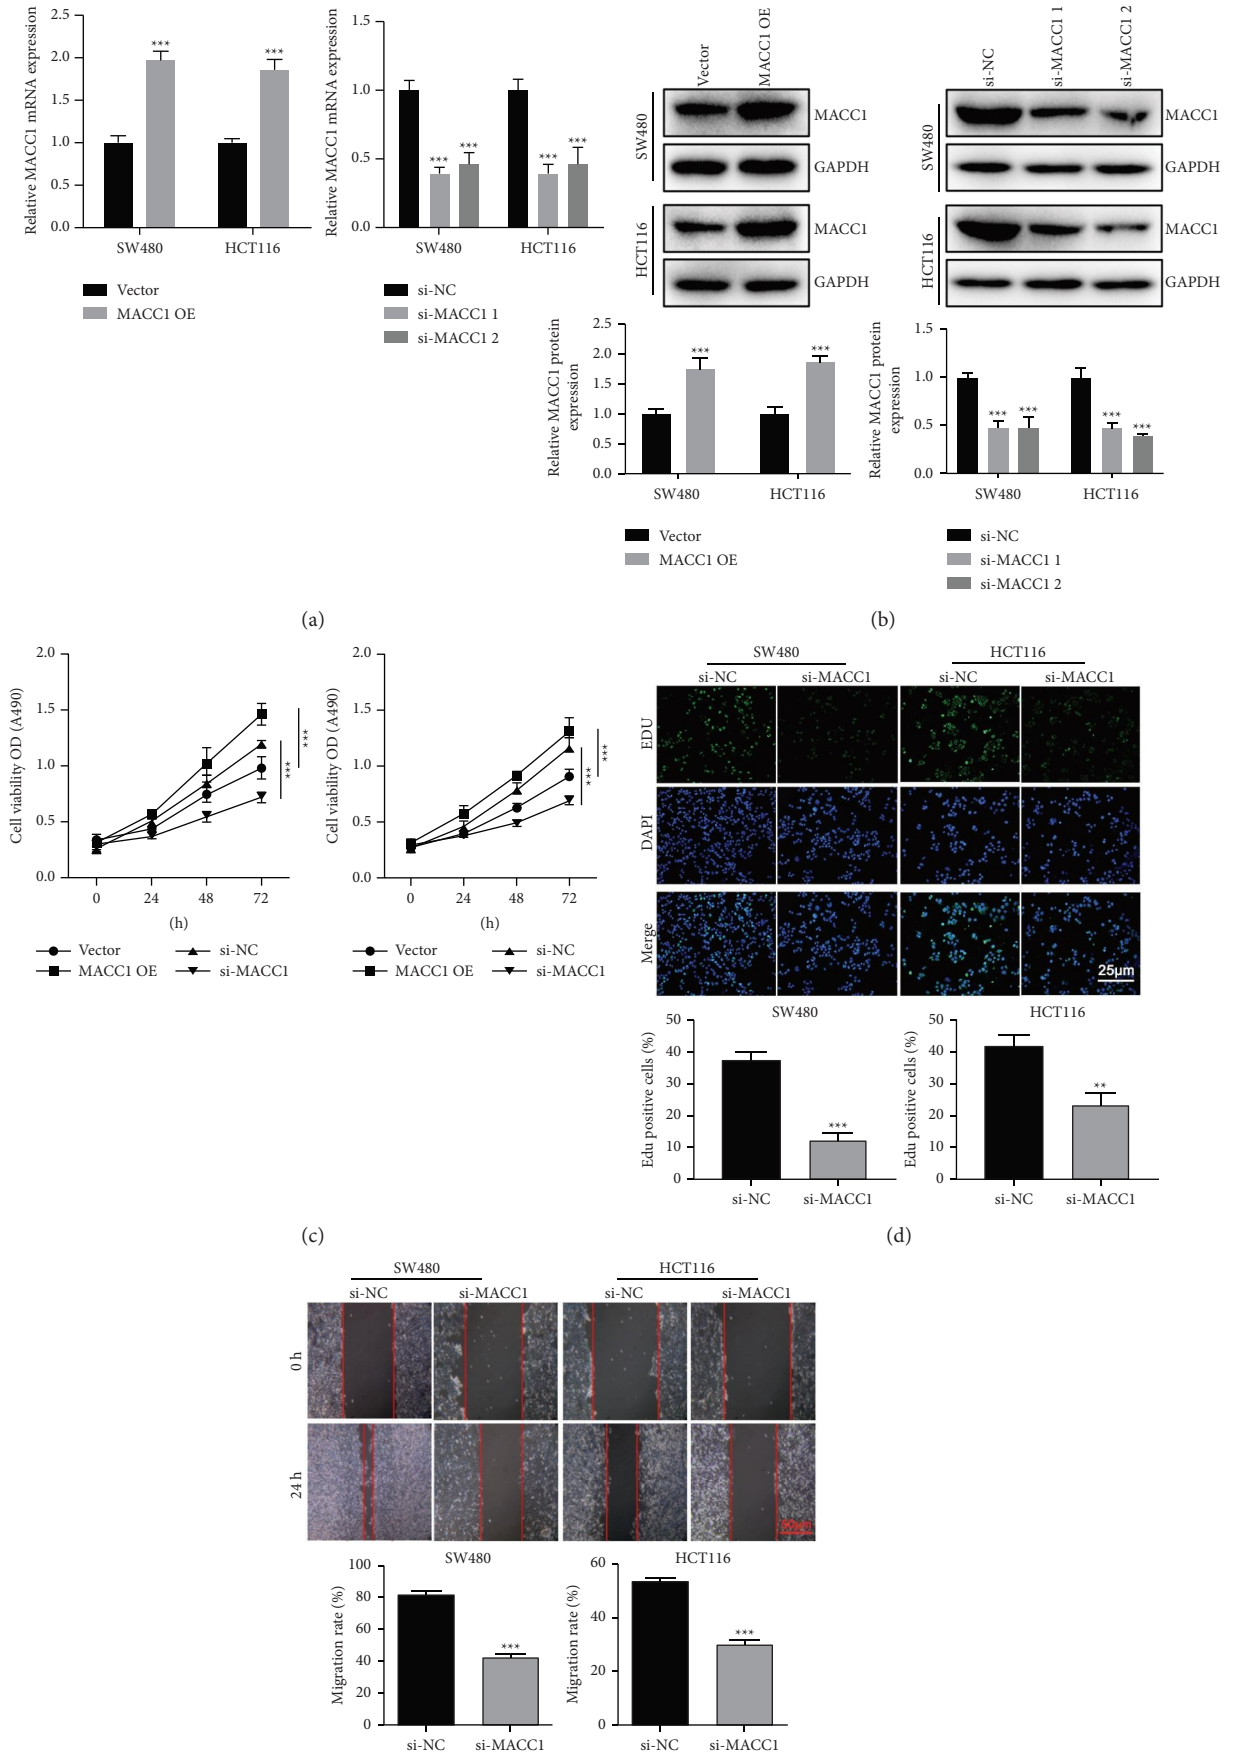 Relative MACC1 mRNA expression
2.5
2.0
1.5
1.0
0.5
0.0
***
***
SW480 HCT116
Vector
MACC1 OE
Relative MACC1 mRNA expression
1.5
1.0
0.5
0.0
*** *** *** ***
SW480 HCT116
si-NC
si-MACC1 1
si-MACC1 2
(a)
Vector MACC1 OE
SW480
MACC1
GAPDH
HCT116
MACC1
GAPDH
si-NC si-MACC1 1 si-MACC1 2
SW480
MACC1
GAPDH
HCT116
MACC1
GAPDH
Relative MACC1 protein
expression
2.5
2.0
1.5
1.0
0.5
0.0
*** ***
SW480 HCT116
Vector
MACC1 OE
Relative MACC1 protein
expression
1.5
1.0
0.5
0.0
*** *** *** ***
SW480 HCT116
si-NC
si-MACC1 1
si-MACC1 2
(b)
Cell viability OD (A490)
2.0
1.5
1.0
0.5
0.0
***
***
0 24 48 72
(h)
Vector si-NC
MACC1 OE si-MACC1
Cell viability OD (A490)
2.0
1.5
1.0
0.5
0.0
***
***
0 24 48 72
(h)
Vector si-NC
MACC1 OE si-MACC1
(c)
SW480 HCT116
si-NC si-MACC1 si-NC si-MACC1
EDU
DAPI
Merge
25μm
SW480
Edu positive cells (%)
50
40
30
20
10
0
***
si-NC si-MACC1
HCT116
Edu positive cells (%)
50
40
30
20
10
0
**
si-NC si-MACC1
(d)
SW480 HCT116
si-NC si-MACC1 si-NC si-MACC1
0 h
24 h
SW480
Migration rate (%)
100
80
60
40
20
0
***
si-NC si-MACC1
HCT116
Migration rate (%)
60
40
20
0
***
si-NC si-MACC1